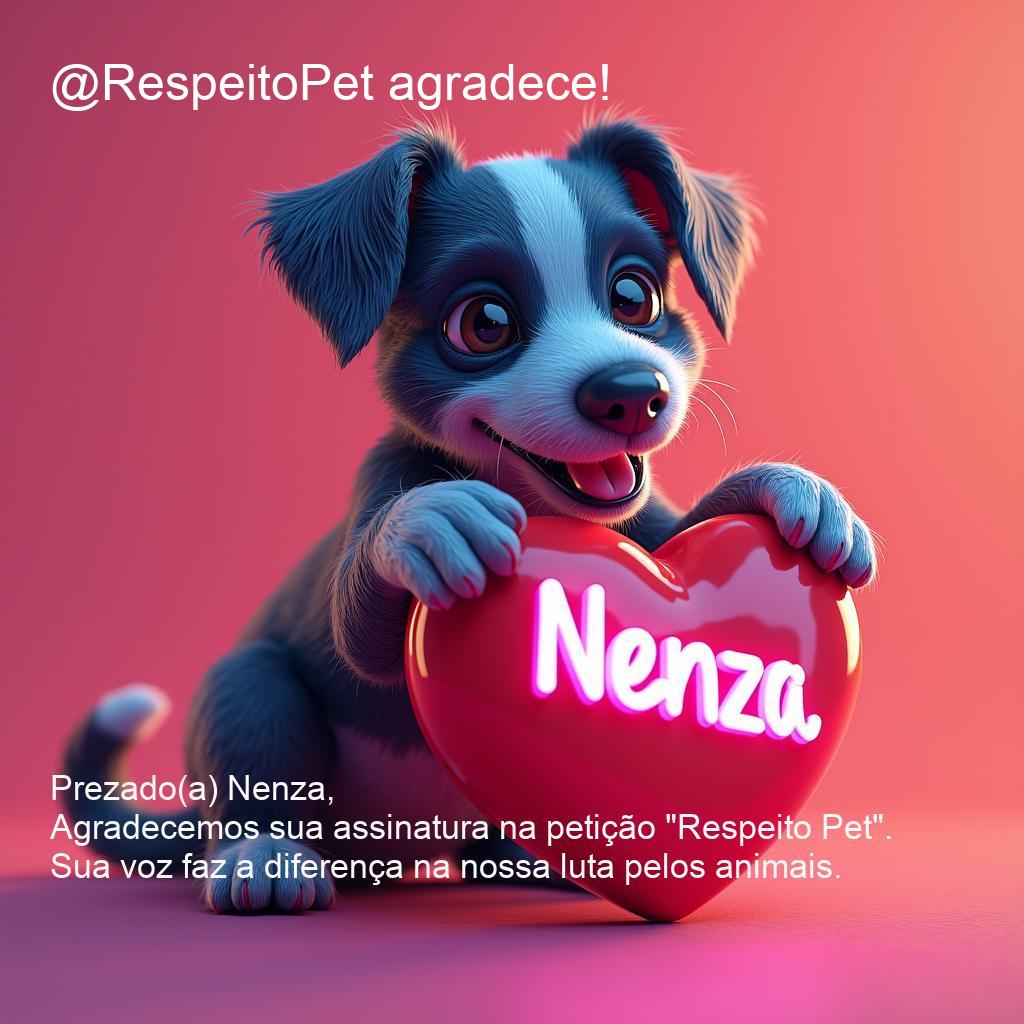 @RespeitoPet agradece!
Nenza
Prezado(a) Nenza,
Agradecemos sua assinatura na petição "Respeito Pet".
Sua voz faz a diferença na nossa luta pelos animais.